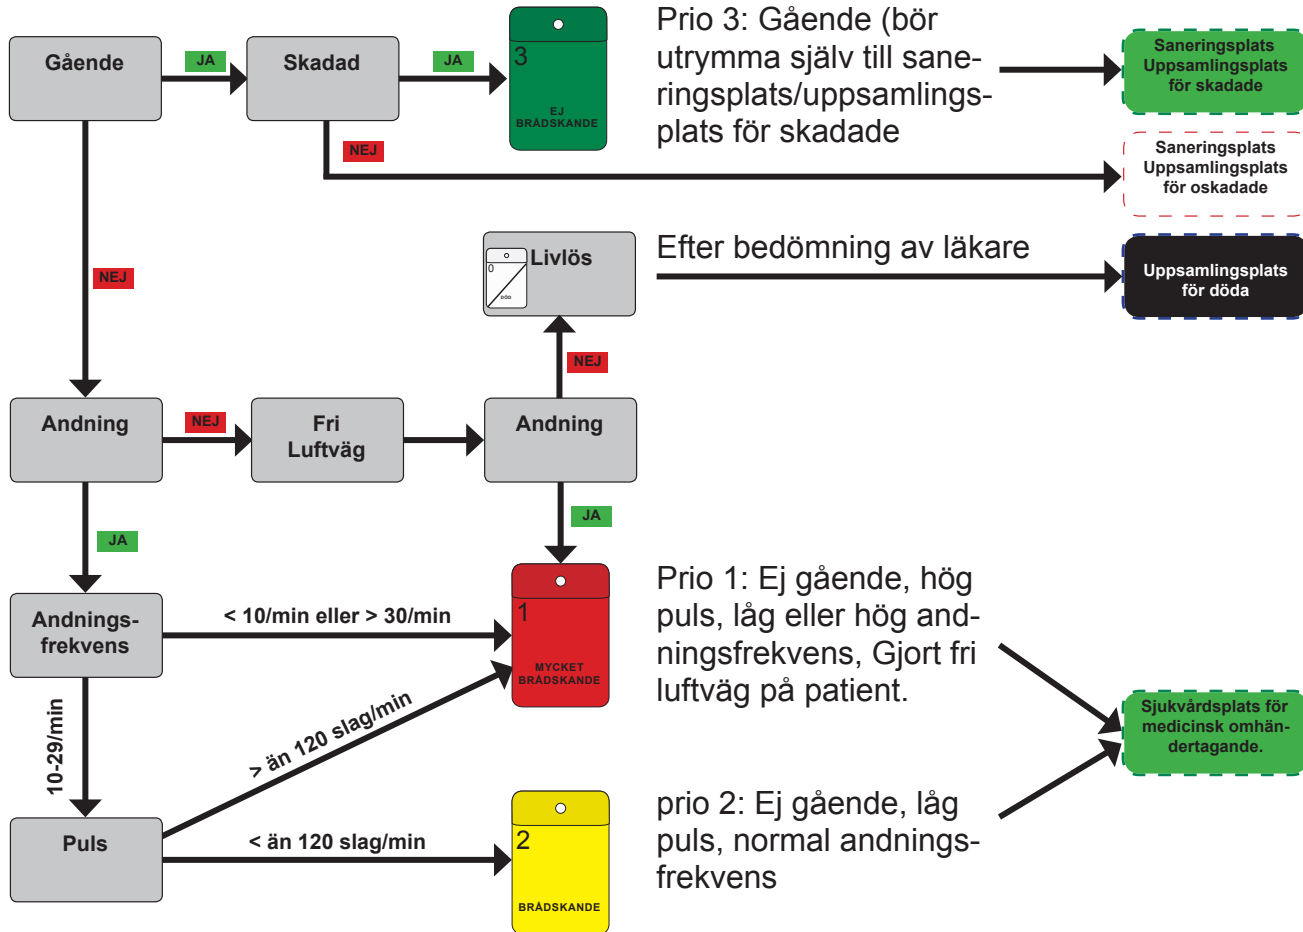 Gående
JA
Skadad
JA
3
EJ
BRÅDSKANDE
Prio 3: Gående (bör
utrymma själv till sane-
ringsplats/uppsamlings-
plats för skadade
Saneringsplats
Uppsamlingsplats
för skadade
NEJ
Saneringsplats
Uppsamlingsplats
för oskadade
NEJ
0
DÖD
Livlös
Efter bedömning av läkare
Uppsamlingsplats
för döda
NEJ
Andning
NEJ
Fri
Luftväg
Andning
JA
JA
Andnings-
frekvens
< 10/min eller > 30/min
1
MYCKET
BRÅDSKANDE
Prio 1: Ej gående, hög
puls, låg eller hög and-
ningsfrekvens, Gjort fri
luftväg på patient.
Sjukvårdsplats för
medicinsk omhän-
dertagande.
10-29/min
> än 120 slag/min
Puls
< än 120 slag/min
2
BRÅDSKANDE
prio 2: Ej gående, låg
puls, normal andnings-
frekvens